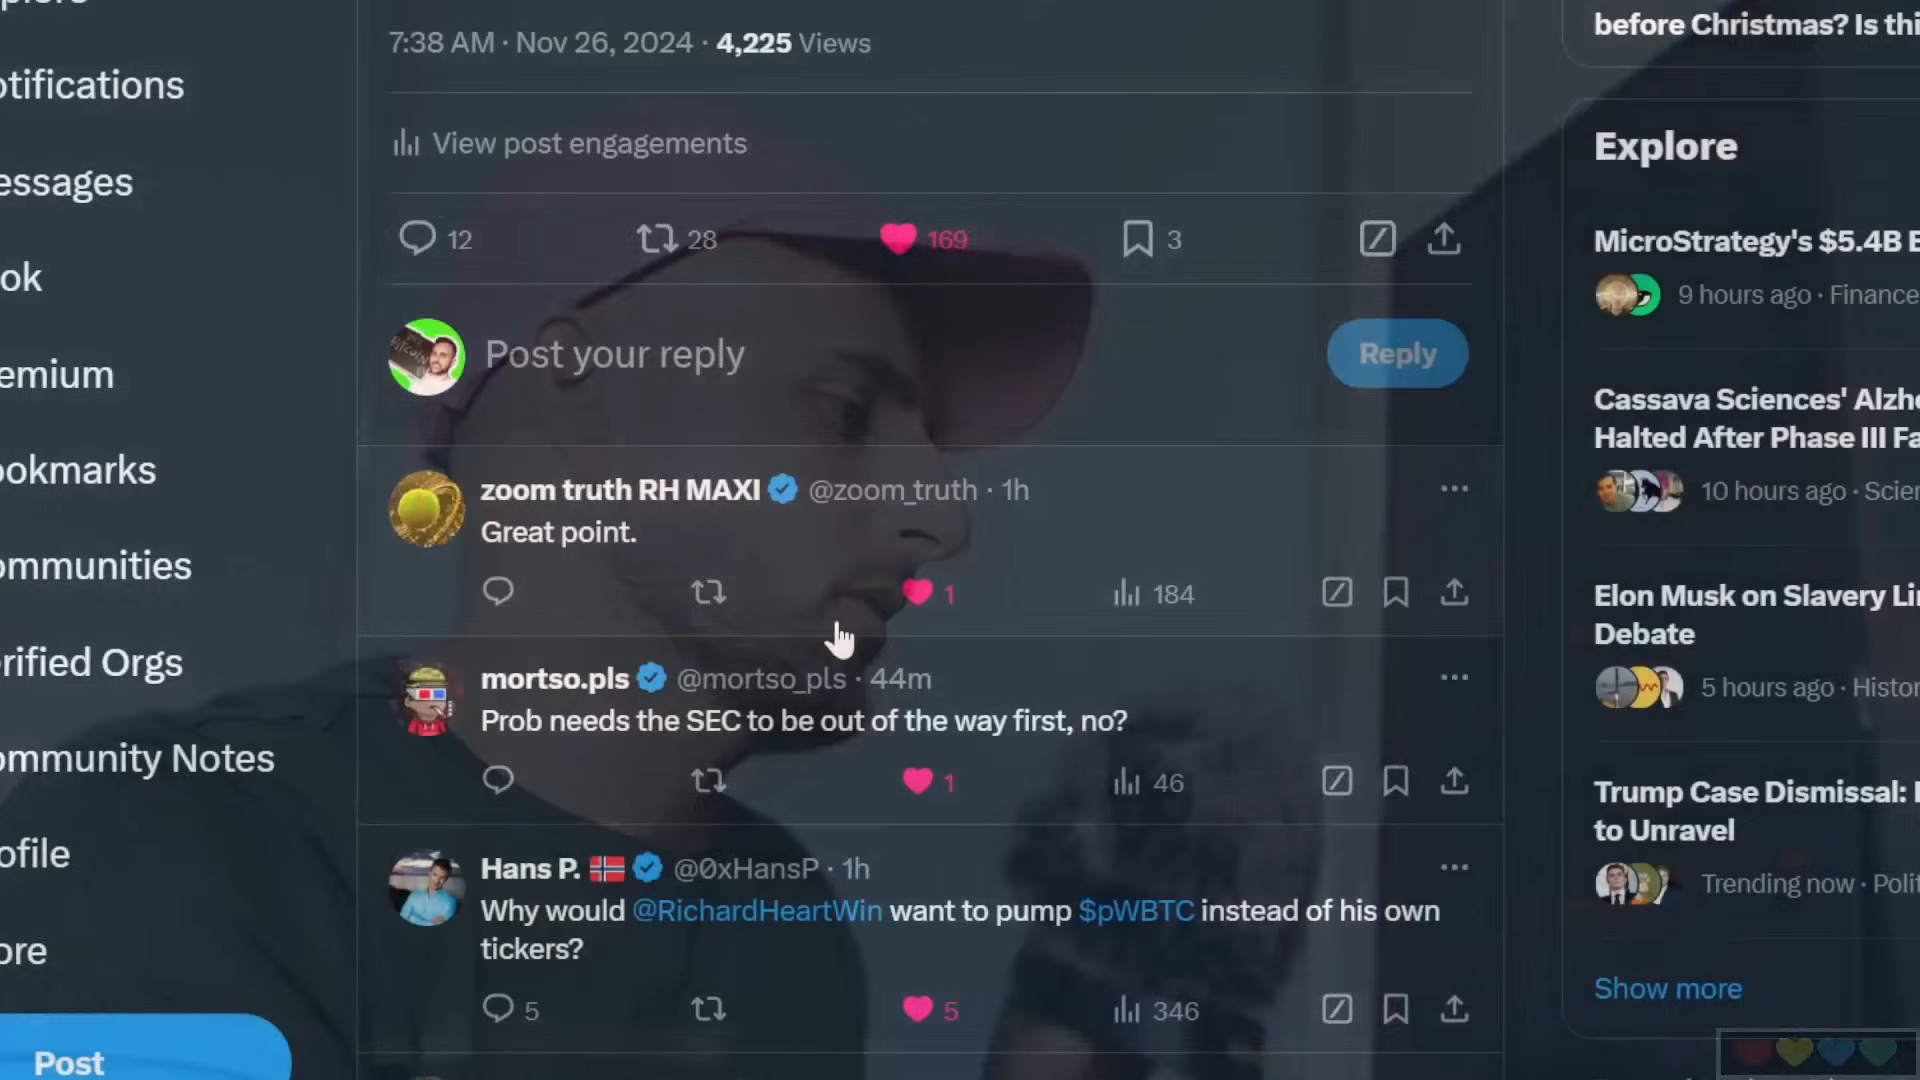 before Christmas? Is thi
7:38 AM · Nov 26, 2024 · 4,225 Views
otifications
View post engagements
Explore
essages
12 28 169 3
MicroStrategy's $5.4B
9 hours ago · Finance
ok
Post your reply
Reply
emium
Cassava Sciences' Alzhe
Halted After Phase III Fa
10 hours ago · Scien
ookmarks
zoom truth RH MAXI @zoom_truth · 1h
Great point.
1 184
ommunities
Elon Musk on Slavery Lin
Debate
5 hours ago · Histor
erified Orgs
mortso.pls @mortso_pls · 44m
Prob needs the SEC to be out of the way first, no?
1 46
ommunity Notes
Trump Case Dismissal:
to Unravel
Trending now · Polit
ofile
Hans P. @0xHansP · 1h
Why would @RichardHeartWin want to pump $pWBTC instead of his own
tickers?
5 5 346
ore
Show more
Post